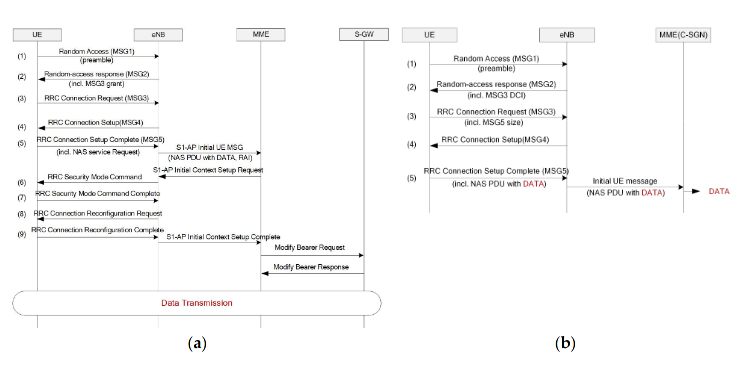 UE eNB MME S-GW
(1) Random Access (MSG1)
(preamble)
(2) Random-access response (MSG2)
(incl. MSG3 grant)
(3) RRC Connection Request (MSG3)
(4) RRC Connection Setup(MSG4)
(5) RRC Connection Setup Complete (MSG5)
(incl. NAS service Request)
S1-AP Initial UE MSG
(NAS PDU with DATA, RAI)
S1-AP Initial Context Setup Request
(6) RRC Security Mode Command
(7) RRC Security Mode Command Complete
(8) RRC Connection Reconfiguration Request
(9) RRC Connection Reconfiguration Complete
S1-AP Initial Context Setup Complete
Modify Bearer Request
Modify Bearer Response
Data Transmission
(a)
UE eNB MME(C-SGN)
(1) Random Access (MSG1)
(preamble)
(2) Random-access response (MSG2)
(incl. MSG3 DCI)
(3) RRC Connection Request (MSG3)
(incl. MSG5 size)
(4) RRC Connection Setup(MSG4)
(5) RRC Connection Setup Complete (MSG5)
(incl. NAS PDU with DATA)
Initial UE message
(NAS PDU with DATA)
DATA
(b)